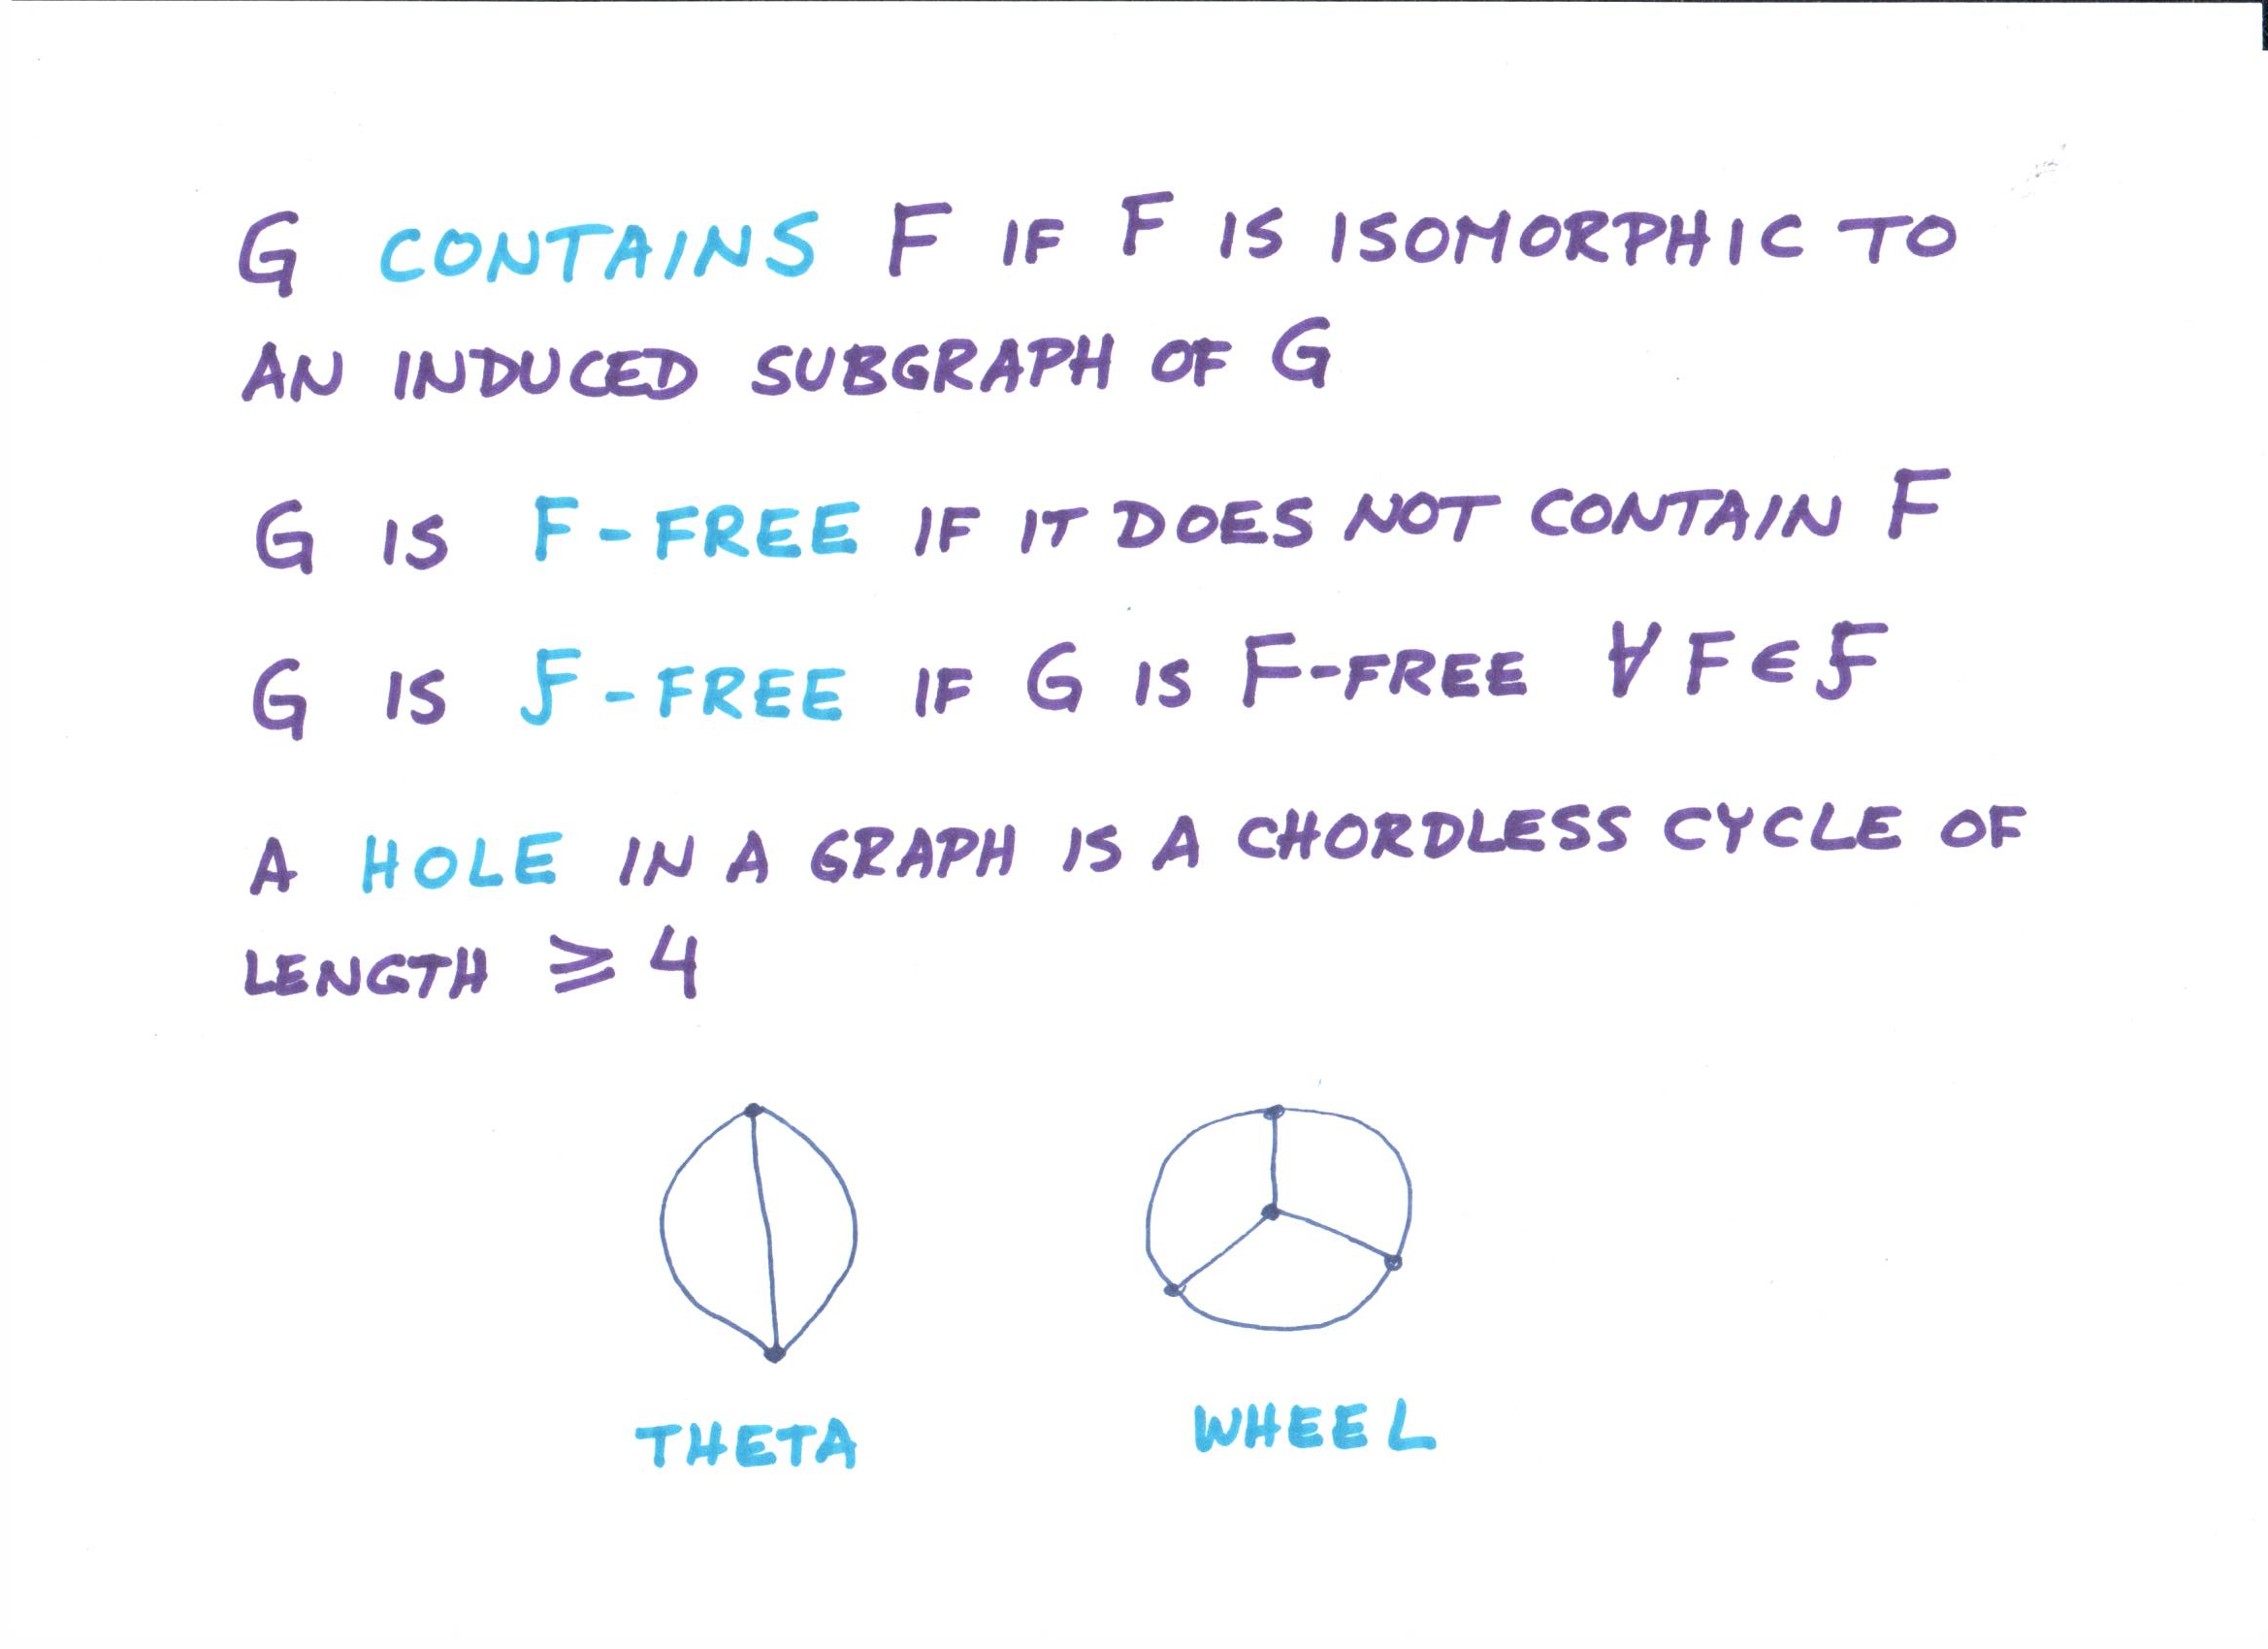 G CONTAINS F IF F IS ISOMORPHIC TO
AN INDUCED SUBGRAPH OF G
G IS F-FREE IF IT DOES NOT CONTAIN F
G IS ℱ-FREE IF G IS F-FREE ∀ F ∈ ℱ
A HOLE IN A GRAPH IS A CHORDLESS CYCLE OF
LENGTH ≥ 4
THETA
WHEEL